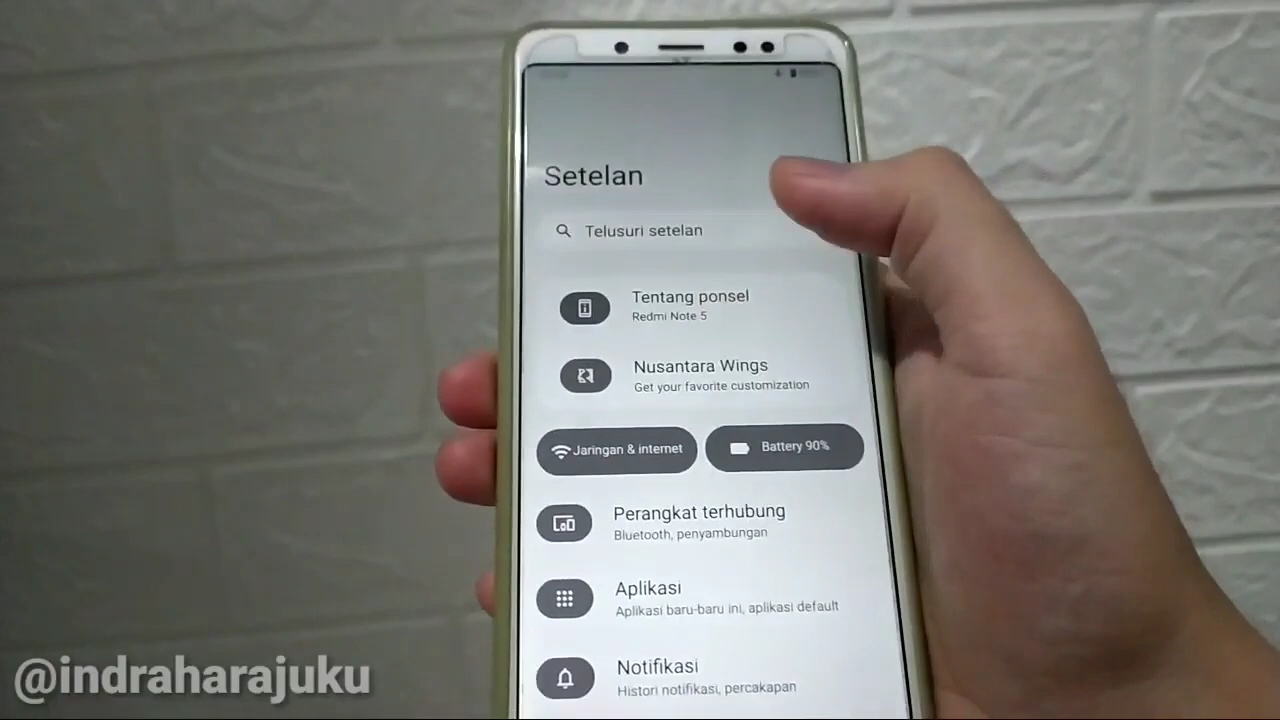 Setelan
Telusuri setelan
Tentang ponsel
Redmi Note 5
Nusantara Wings
Get your favorite customization
Jaringan & internet
Battery 90%
Perangkat terhubung
Bluetooth, penyambungan
Aplikasi
Aplikasi baru-baru ini, aplikasi default
Notifikasi
Histori notifikasi, percakapan
@indraharajuku